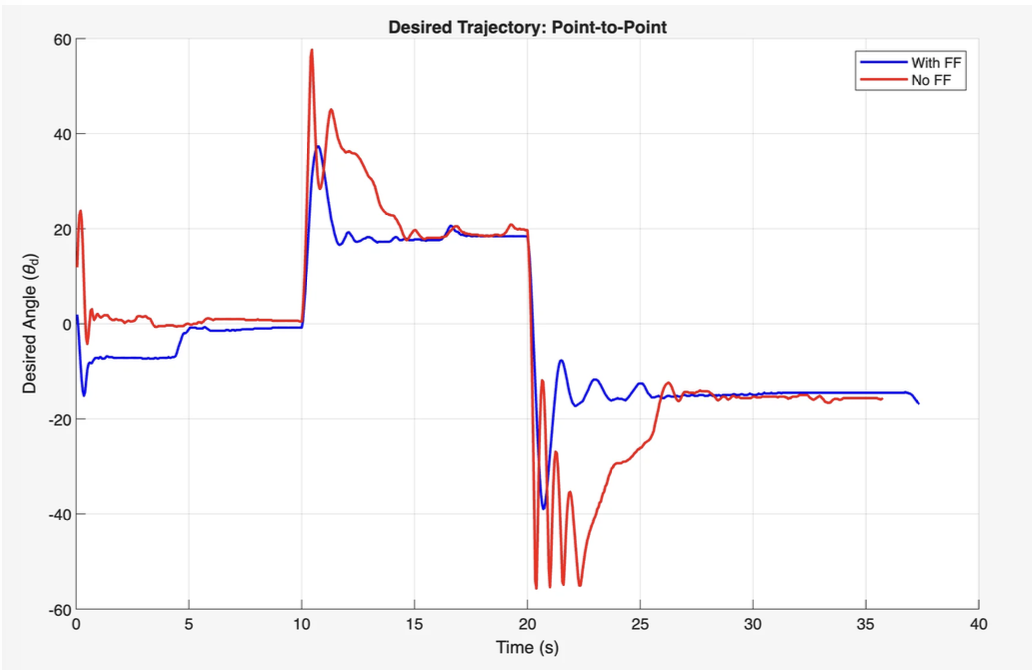 Desired Trajectory: Point-to-Point
60
40
20
0
-20
-40
-60
Desired Angle (θd)
With FF
No FF
0 5 10 15 20 25 30 35 40
Time (s)